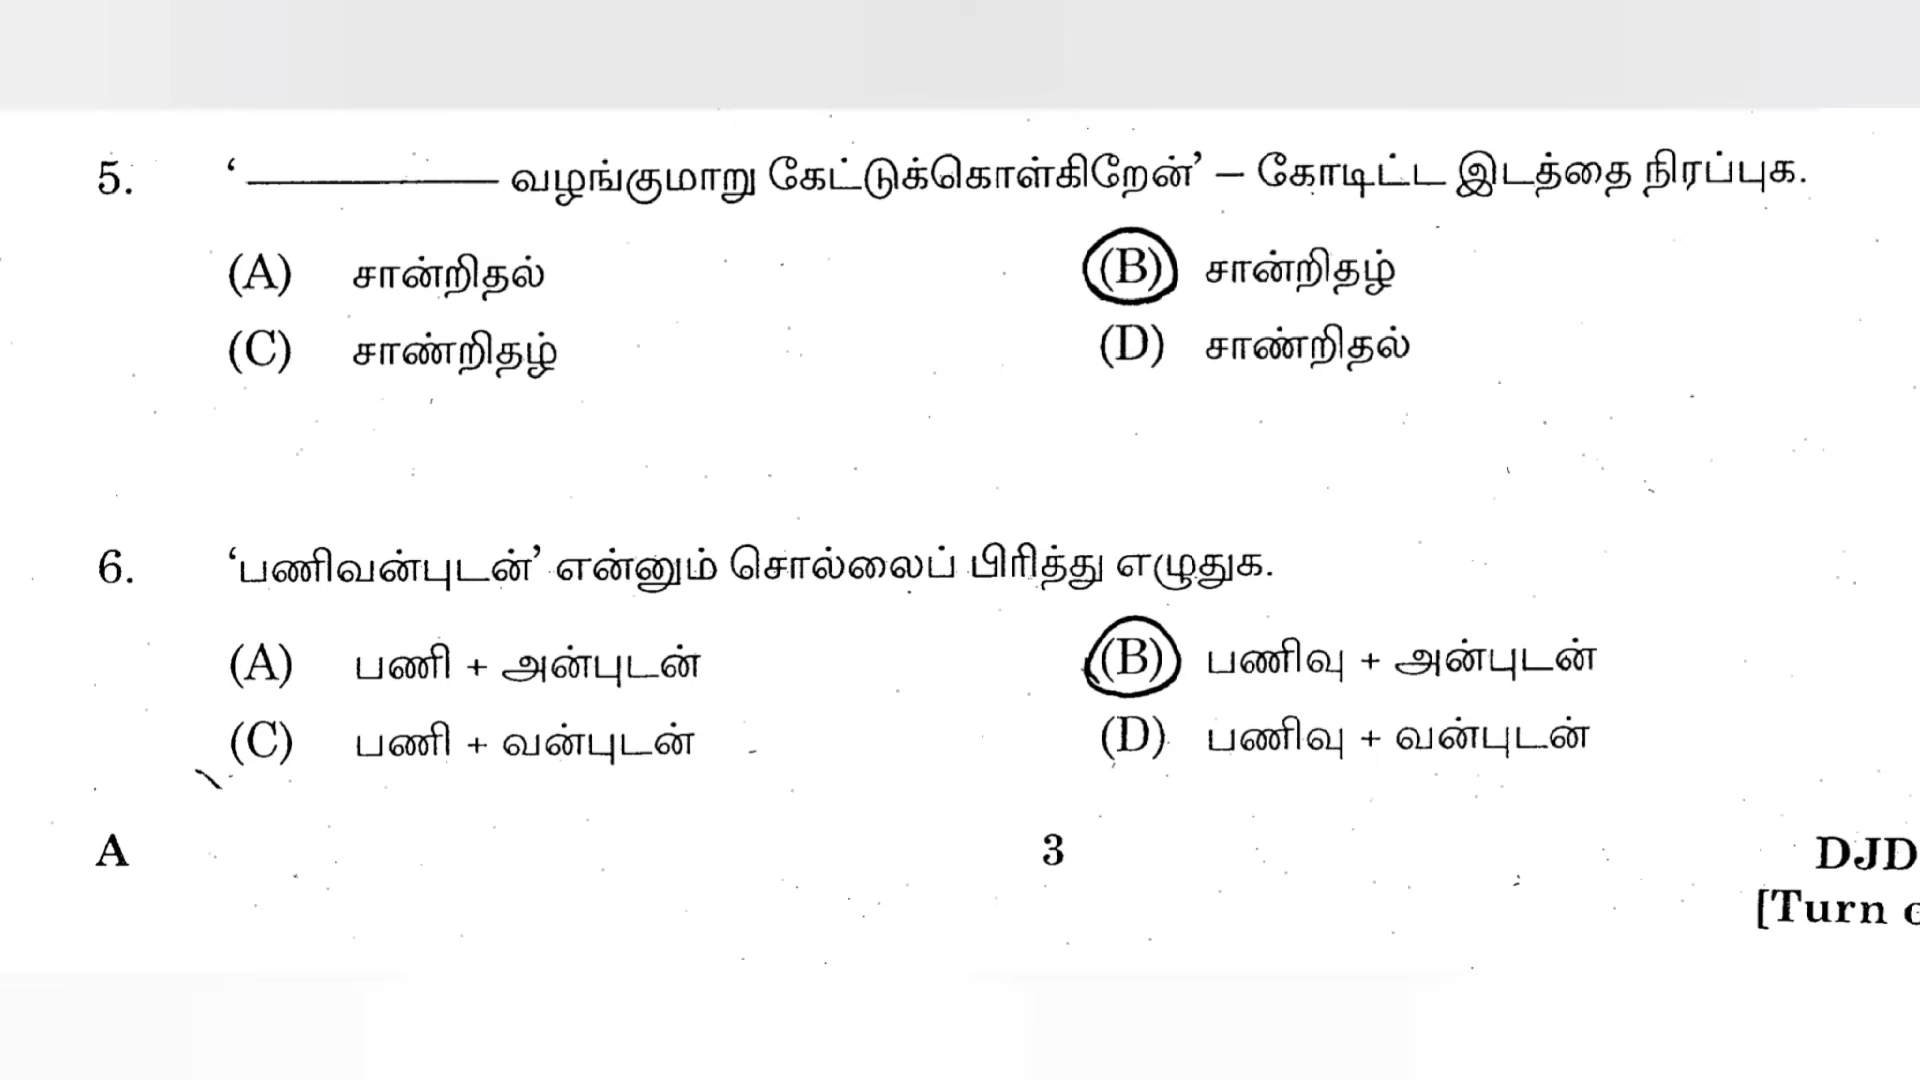 5. ‘ ____________ வழங்குமாறு கேட்டுக்கொள்கிறேன்’ – கோடிட்ட இடத்தை நிரப்புக.
(A) சான்றிதல் (B) சான்றிதழ்
(C) சாண்றிதழ் (D) சாண்றிதல்
6. ‘பணிவன்புடன்’ என்னும் சொல்லைப் பிரித்து எழுதுக.
(A) பணி + அன்புடன் (B) பணிவு + அன்புடன்
(C) பணி + வன்புடன் (D) பணிவு + வன்புடன்
A 3 DJD
[Turn